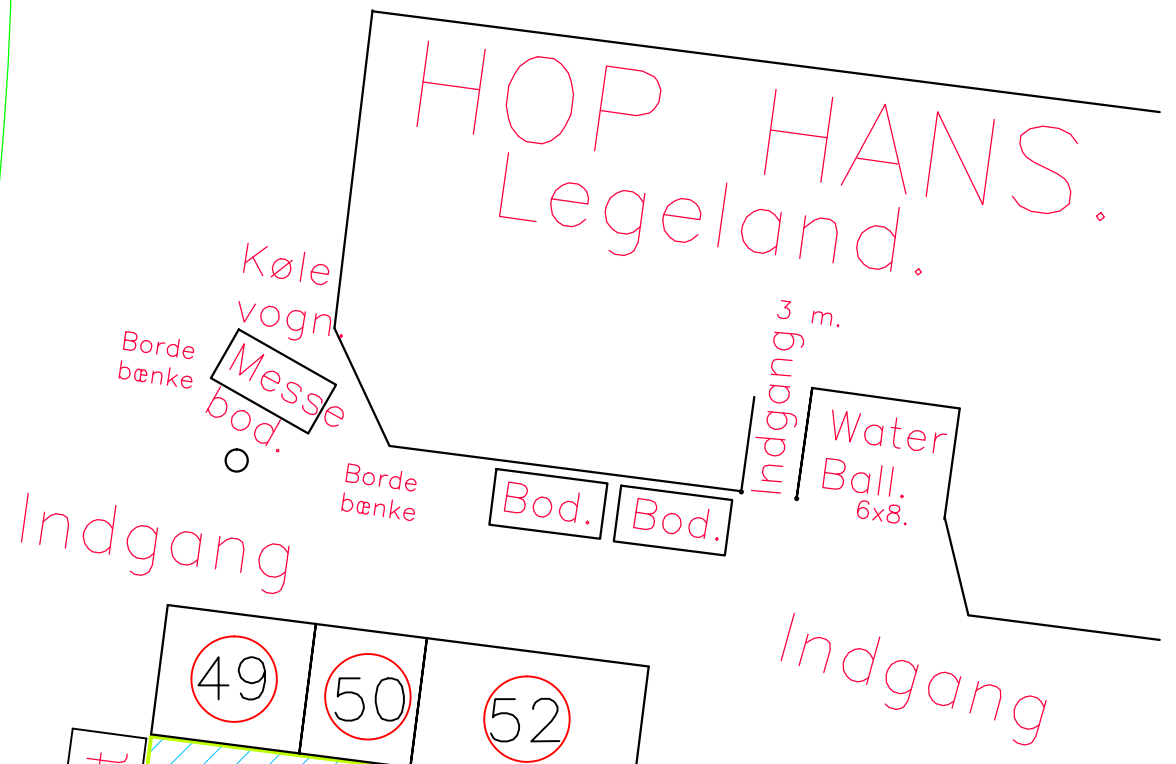 HOP HANS.
Legeland.
Køle
vogn.
3 m.
Indgang
Borde
bænke
Messe
bod.
Water
Ball.
6x8.
Borde
bænke
Bod.
Bod.
Indgang
Indgang
49
50
52